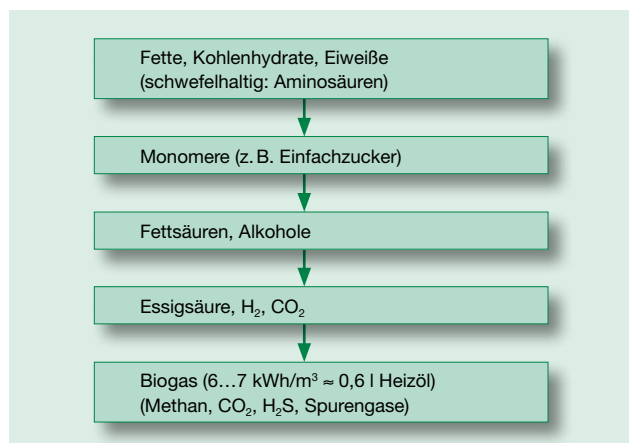 Fette, Kohlenhydrate, Eiweiße
(schwefelhaltig: Aminosäuren)
Monomere (z. B. Einfachzucker)
Fettsäuren, Alkohole
Essigsäure, H₂, CO₂
Biogas (6…7 kWh/m³ ≈ 0,6 l Heizöl)
(Methan, CO₂, H₂S, Spurengase)